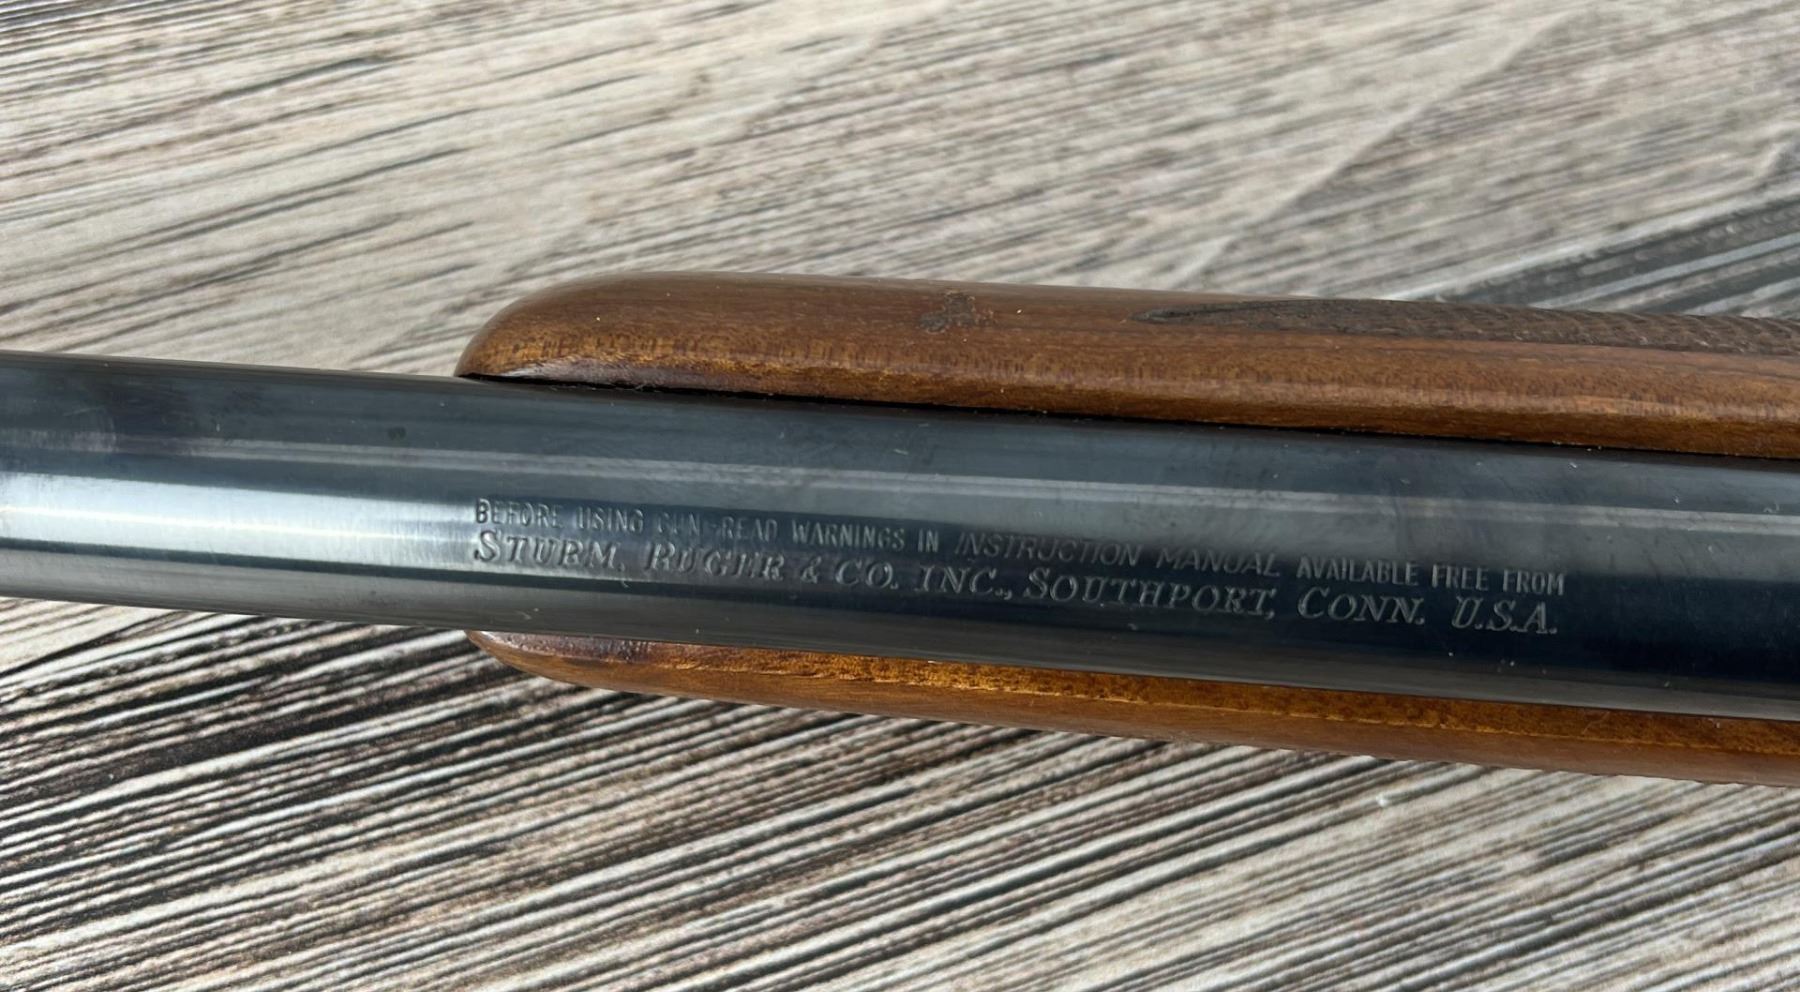 BEFORE USING GUN-READ WARNINGS IN INSTRUCTION MANUAL AVAILABLE FREE FROM
STURM, RUGER & CO. INC., SOUTHPORT, CONN. U.S.A.